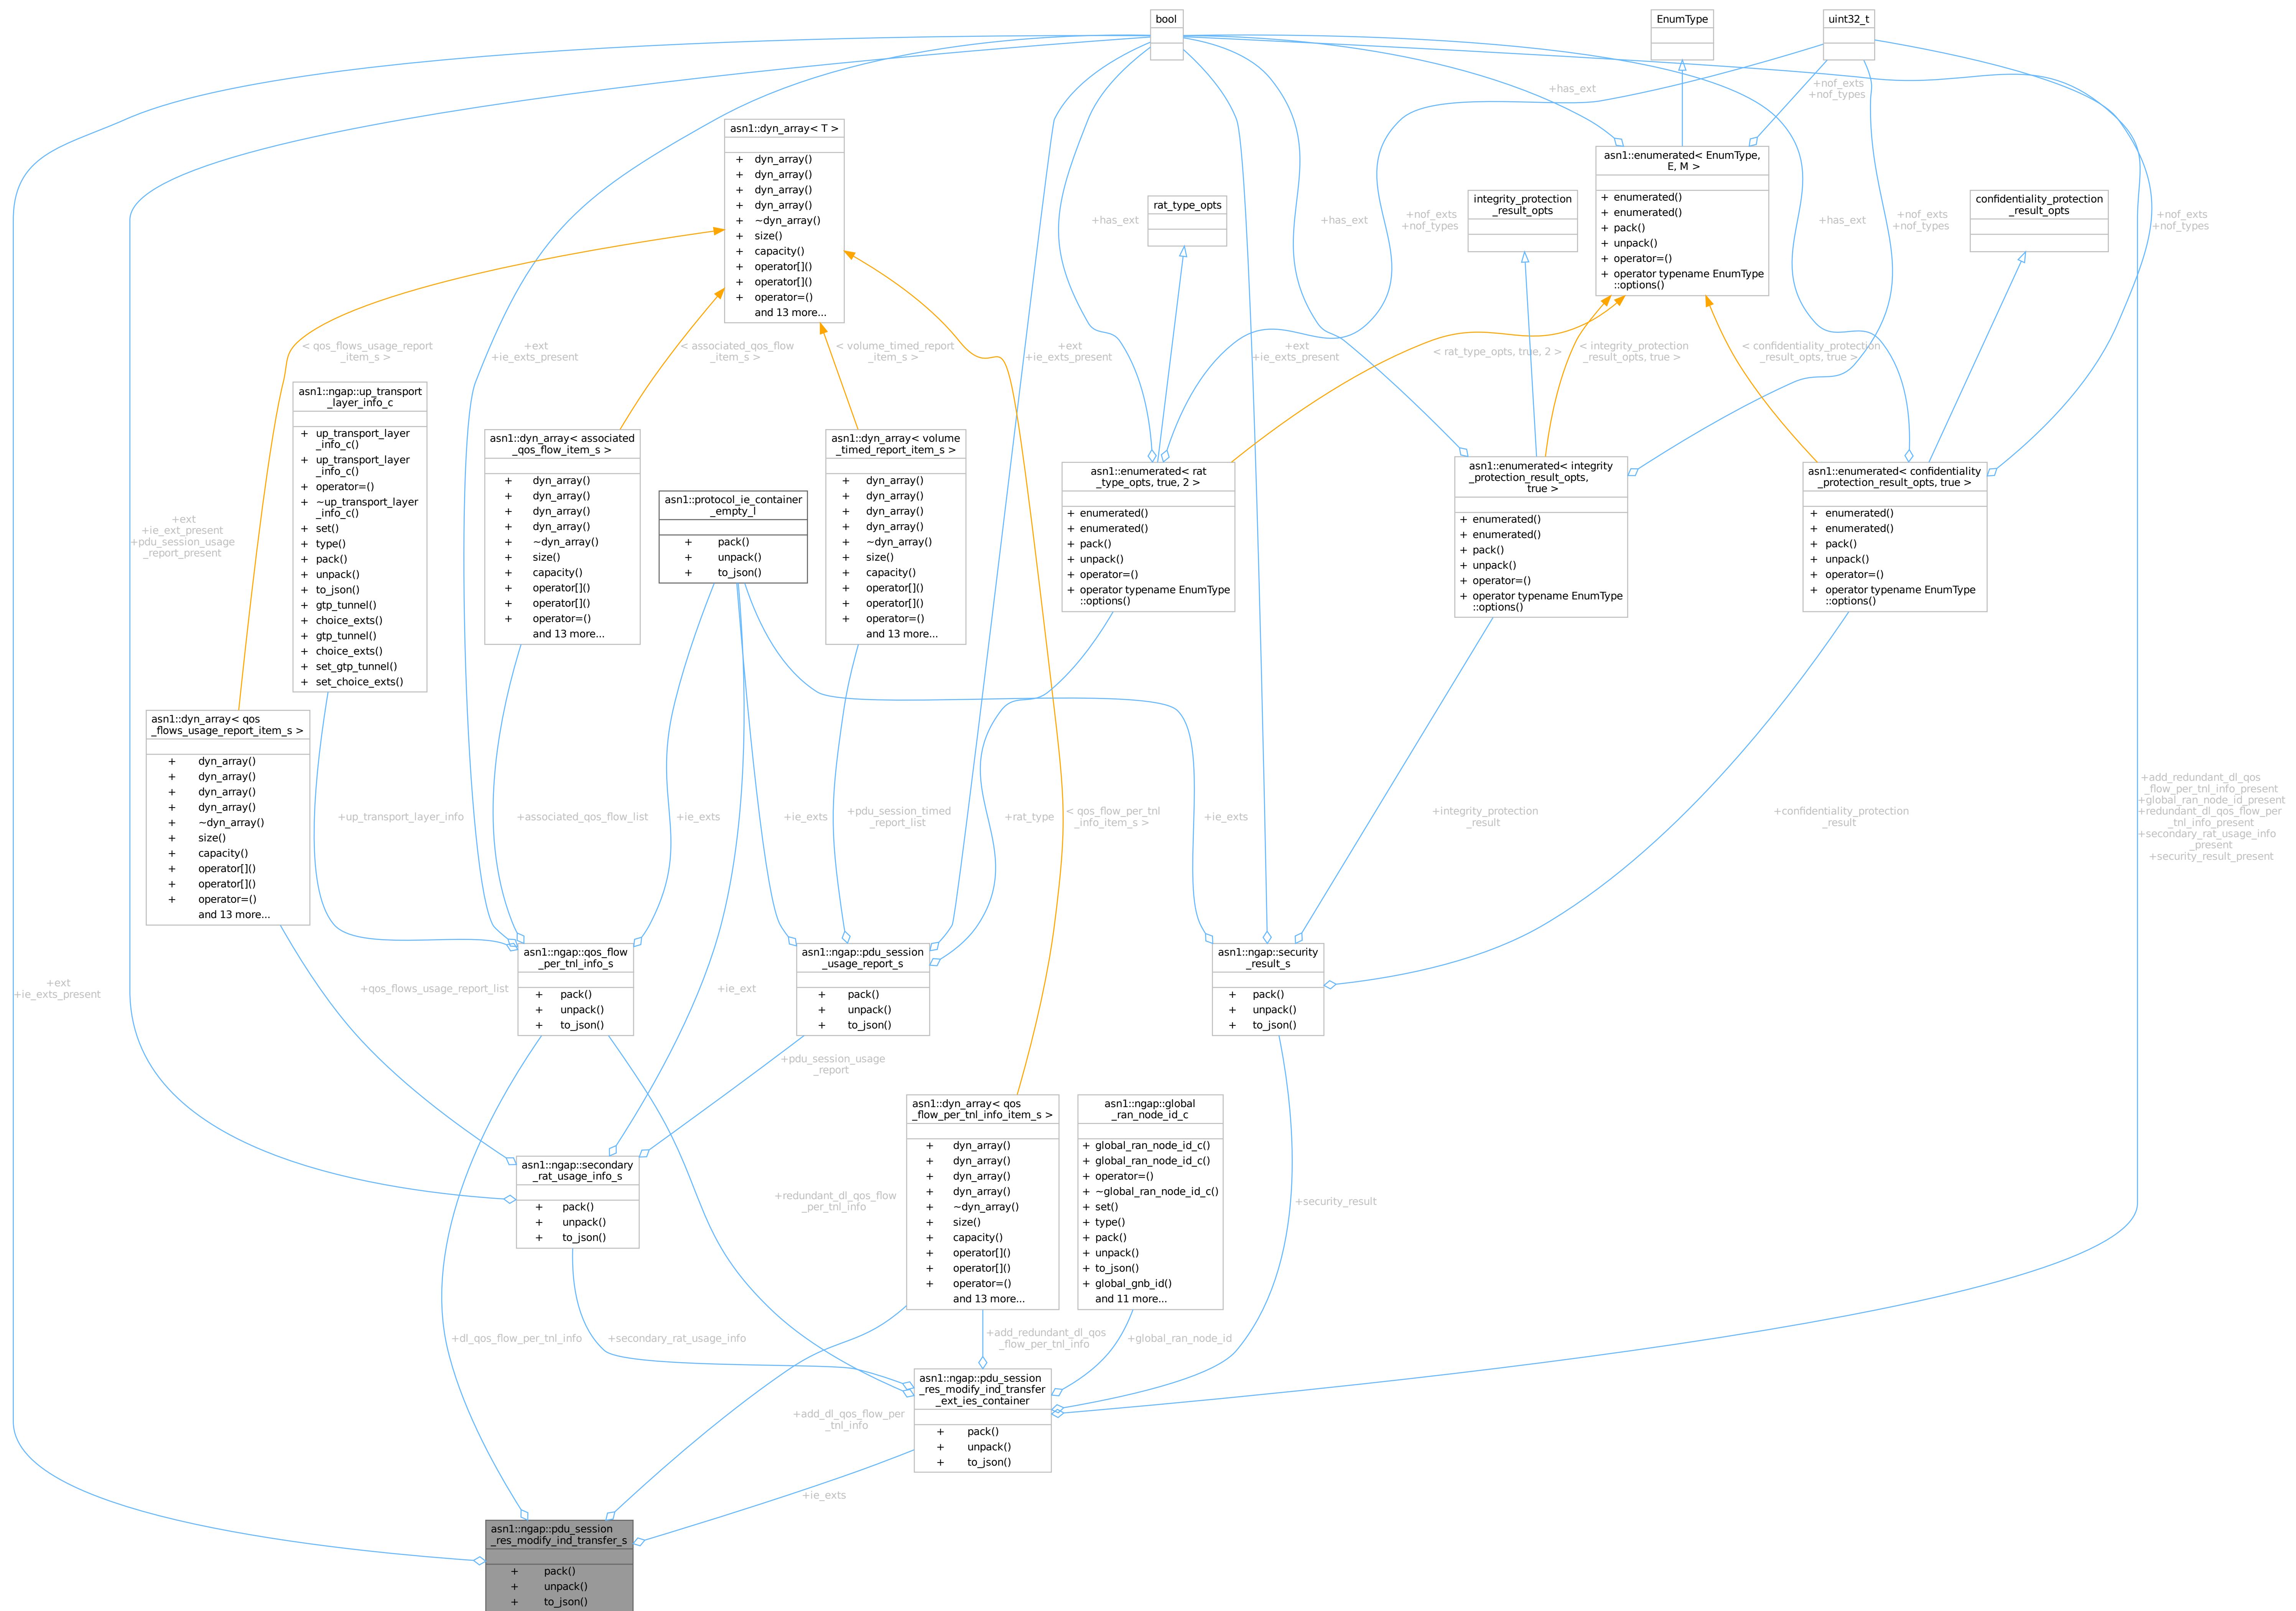 bool
EnumType
uint32_t
+has_ext
+nof_exts
+nof_types
asn1::dyn_array< T >
+ dyn_array()
+ dyn_array()
+ dyn_array()
+ dyn_array()
+ ~dyn_array()
+ size()
+ capacity()
+ operator[]()
+ operator[]()
+ operator=()
and 13 more...
asn1::enumerated< EnumType,
E, M >
+ enumerated()
+ enumerated()
+ pack()
+ unpack()
+ operator=()
+ operator typename EnumType
::options()
rat_type_opts
integrity_protection
_result_opts
confidentiality_protection
_result_opts
+has_ext
+has_ext
+nof_exts
+nof_types
+has_ext
+nof_exts
+nof_types
+nof_exts
+nof_types
< qos_flows_usage_report
_item_s >
+ext
+ie_exts_present
< associated_qos_flow
_item_s >
< volume_timed_report
_item_s >
+ext
+ie_exts_present
+ext
+ie_exts_present
< rat_type_opts, true, 2 >
< integrity_protection
_result_opts, true >
< confidentiality_protection
_result_opts, true >
asn1::ngap::up_transport
_layer_info_c
+ up_transport_layer
_info_c()
+ up_transport_layer
_info_c()
+ operator=()
+ ~up_transport_layer
_info_c()
+ set()
+ type()
+ pack()
+ unpack()
+ to_json()
+ gtp_tunnel()
+ choice_exts()
+ gtp_tunnel()
+ choice_exts()
+ set_gtp_tunnel()
+ set_choice_exts()
asn1::dyn_array< associated
_qos_flow_item_s >
+ dyn_array()
+ dyn_array()
+ dyn_array()
+ dyn_array()
+ ~dyn_array()
+ size()
+ capacity()
+ operator[]()
+ operator[]()
+ operator=()
and 13 more...
asn1::protocol_ie_container
_empty_l
+ pack()
+ unpack()
+ to_json()
asn1::dyn_array< volume
_timed_report_item_s >
+ dyn_array()
+ dyn_array()
+ dyn_array()
+ dyn_array()
+ ~dyn_array()
+ size()
+ capacity()
+ operator[]()
+ operator[]()
+ operator=()
and 13 more...
asn1::enumerated< rat
_type_opts, true, 2 >
+ enumerated()
+ enumerated()
+ pack()
+ unpack()
+ operator=()
+ operator typename EnumType
::options()
asn1::enumerated< integrity
_protection_result_opts,
true >
+ enumerated()
+ enumerated()
+ pack()
+ unpack()
+ operator=()
+ operator typename EnumType
::options()
asn1::enumerated< confidentiality
_protection_result_opts, true >
+ enumerated()
+ enumerated()
+ pack()
+ unpack()
+ operator=()
+ operator typename EnumType
::options()
+ext
+ie_ext_present
+pdu_session_usage
_report_present
asn1::dyn_array< qos
_flows_usage_report_item_s >
+ dyn_array()
+ dyn_array()
+ dyn_array()
+ dyn_array()
+ ~dyn_array()
+ size()
+ capacity()
+ operator[]()
+ operator[]()
+ operator=()
and 13 more...
+up_transport_layer_info
+associated_qos_flow_list
+ie_exts
+ie_exts
+pdu_session_timed
_report_list
+rat_type
< qos_flow_per_tnl
_info_item_s >
+ie_exts
+integrity_protection
_result
+confidentiality_protection
_result
+add_redundant_dl_qos
_flow_per_tnl_info_present
+global_ran_node_id_present
+redundant_dl_qos_flow_per
_tnl_info_present
+secondary_rat_usage_info
_present
+security_result_present
+ext
+ie_exts_present
+qos_flows_usage_report_list
asn1::ngap::qos_flow
_per_tnl_info_s
+ pack()
+ unpack()
+ to_json()
+ie_ext
asn1::ngap::pdu_session
_usage_report_s
+ pack()
+ unpack()
+ to_json()
asn1::ngap::security
_result_s
+ pack()
+ unpack()
+ to_json()
+pdu_session_usage
_report
asn1::ngap::secondary
_rat_usage_info_s
+ pack()
+ unpack()
+ to_json()
+redundant_dl_qos_flow
_per_tnl_info
asn1::dyn_array< qos
_flow_per_tnl_info_item_s >
+ dyn_array()
+ dyn_array()
+ dyn_array()
+ dyn_array()
+ ~dyn_array()
+ size()
+ capacity()
+ operator[]()
+ operator[]()
+ operator=()
and 13 more...
asn1::ngap::global
_ran_node_id_c
+ global_ran_node_id_c()
+ global_ran_node_id_c()
+ operator=()
+ ~global_ran_node_id_c()
+ set()
+ type()
+ pack()
+ unpack()
+ to_json()
+ global_gnb_id()
and 11 more...
+security_result
+dl_qos_flow_per_tnl_info
+secondary_rat_usage_info
+add_redundant_dl_qos
_flow_per_tnl_info
+global_ran_node_id
asn1::ngap::pdu_session
_res_modify_ind_transfer
_ext_ies_container
+ pack()
+ unpack()
+ to_json()
+add_dl_qos_flow_per
_tnl_info
+ie_exts
asn1::ngap::pdu_session
_res_modify_ind_transfer_s
+ pack()
+ unpack()
+ to_json()